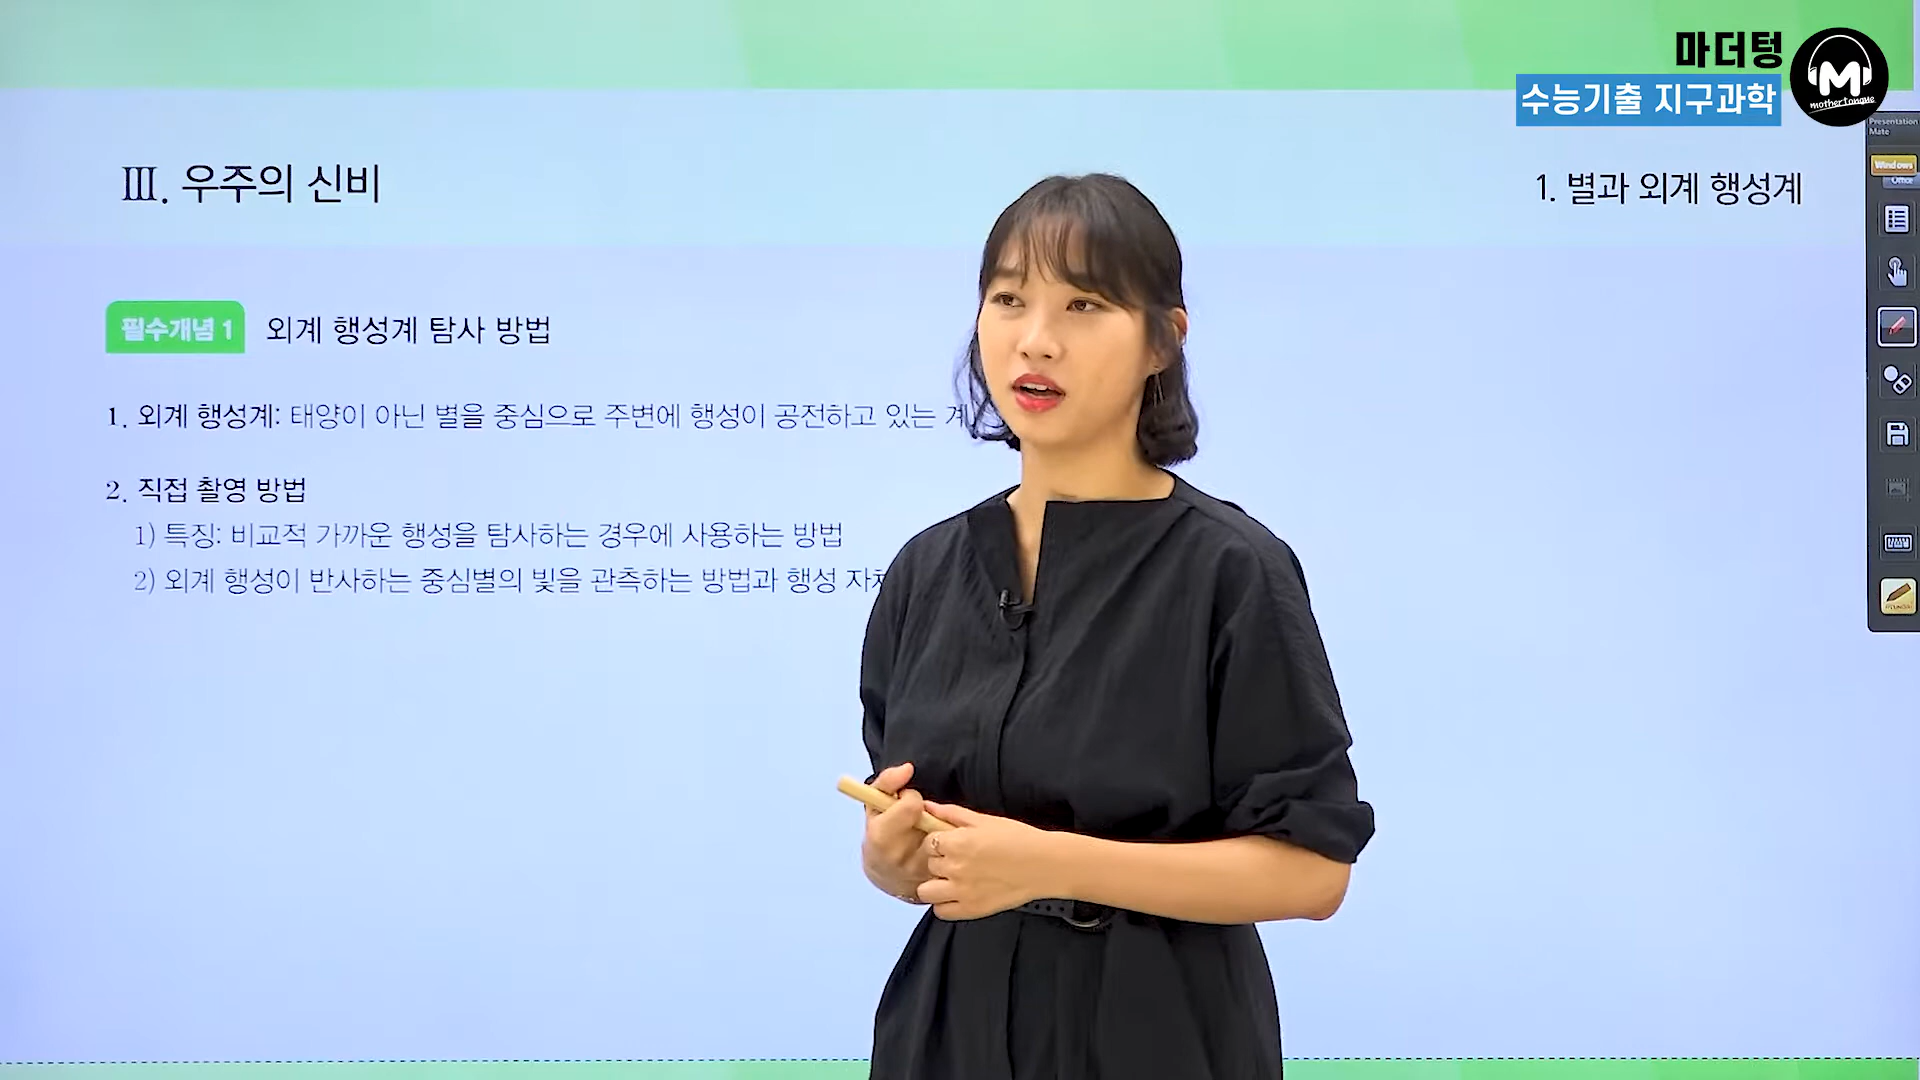 마더텅
수능기출 지구과학
M
mothertongue
Presentation
Mate
Windows
Office
Ⅲ. 우주의 신비
1. 별과 외계 행성계
필수개념 1 외계 행성계 탐사 방법
1. 외계 행성계: 태양이 아닌 별을 중심으로 주변에 행성이 공전하고 있는 계
2. 직접 촬영 방법
1) 특징: 비교적 가까운 행성을 탐사하는 경우에 사용하는 방법
2) 외계 행성이 반사하는 중심별의 빛을 관측하는 방법과 행성